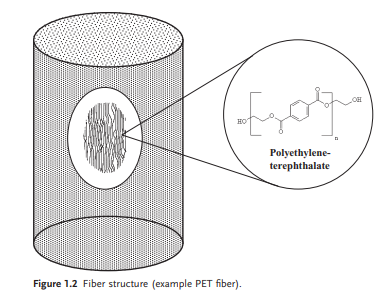 O
OH
HO
O
O
O
n
Polyethylene-
terephthalate
Figure 1.2 Fiber structure (example PET fiber).